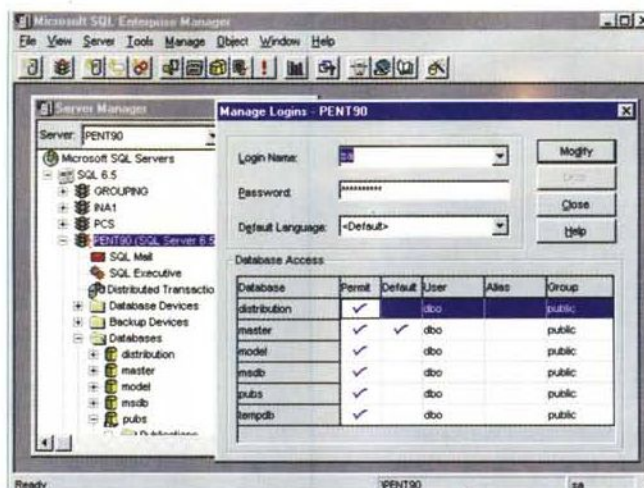 Microsoft SQL Enterprise Manager
File View Server Tools Manage Object Window Help
Server Manager
Server: PENT90
Microsoft SQL Servers
SQL 6.5
GROUPING
INA1
PCS
PENT90 (SQL Server 6.5
SQL Mail
SQL Executive
Distributed Transactio
Database Devices
Backup Devices
Databases
distribution
master
model
msdb
pubs
Publications
Manage Logins - PENT90
Login Name: sa
Password: **********
Default Language: <Default>
Modify
Drop
Close
Help
Database Access
Database Permit Default User Alias Group
distribution dbo public
master dbo public
model dbo public
msdb dbo public
pubs dbo public
tempdb dbo public
Ready \PENT90 sa